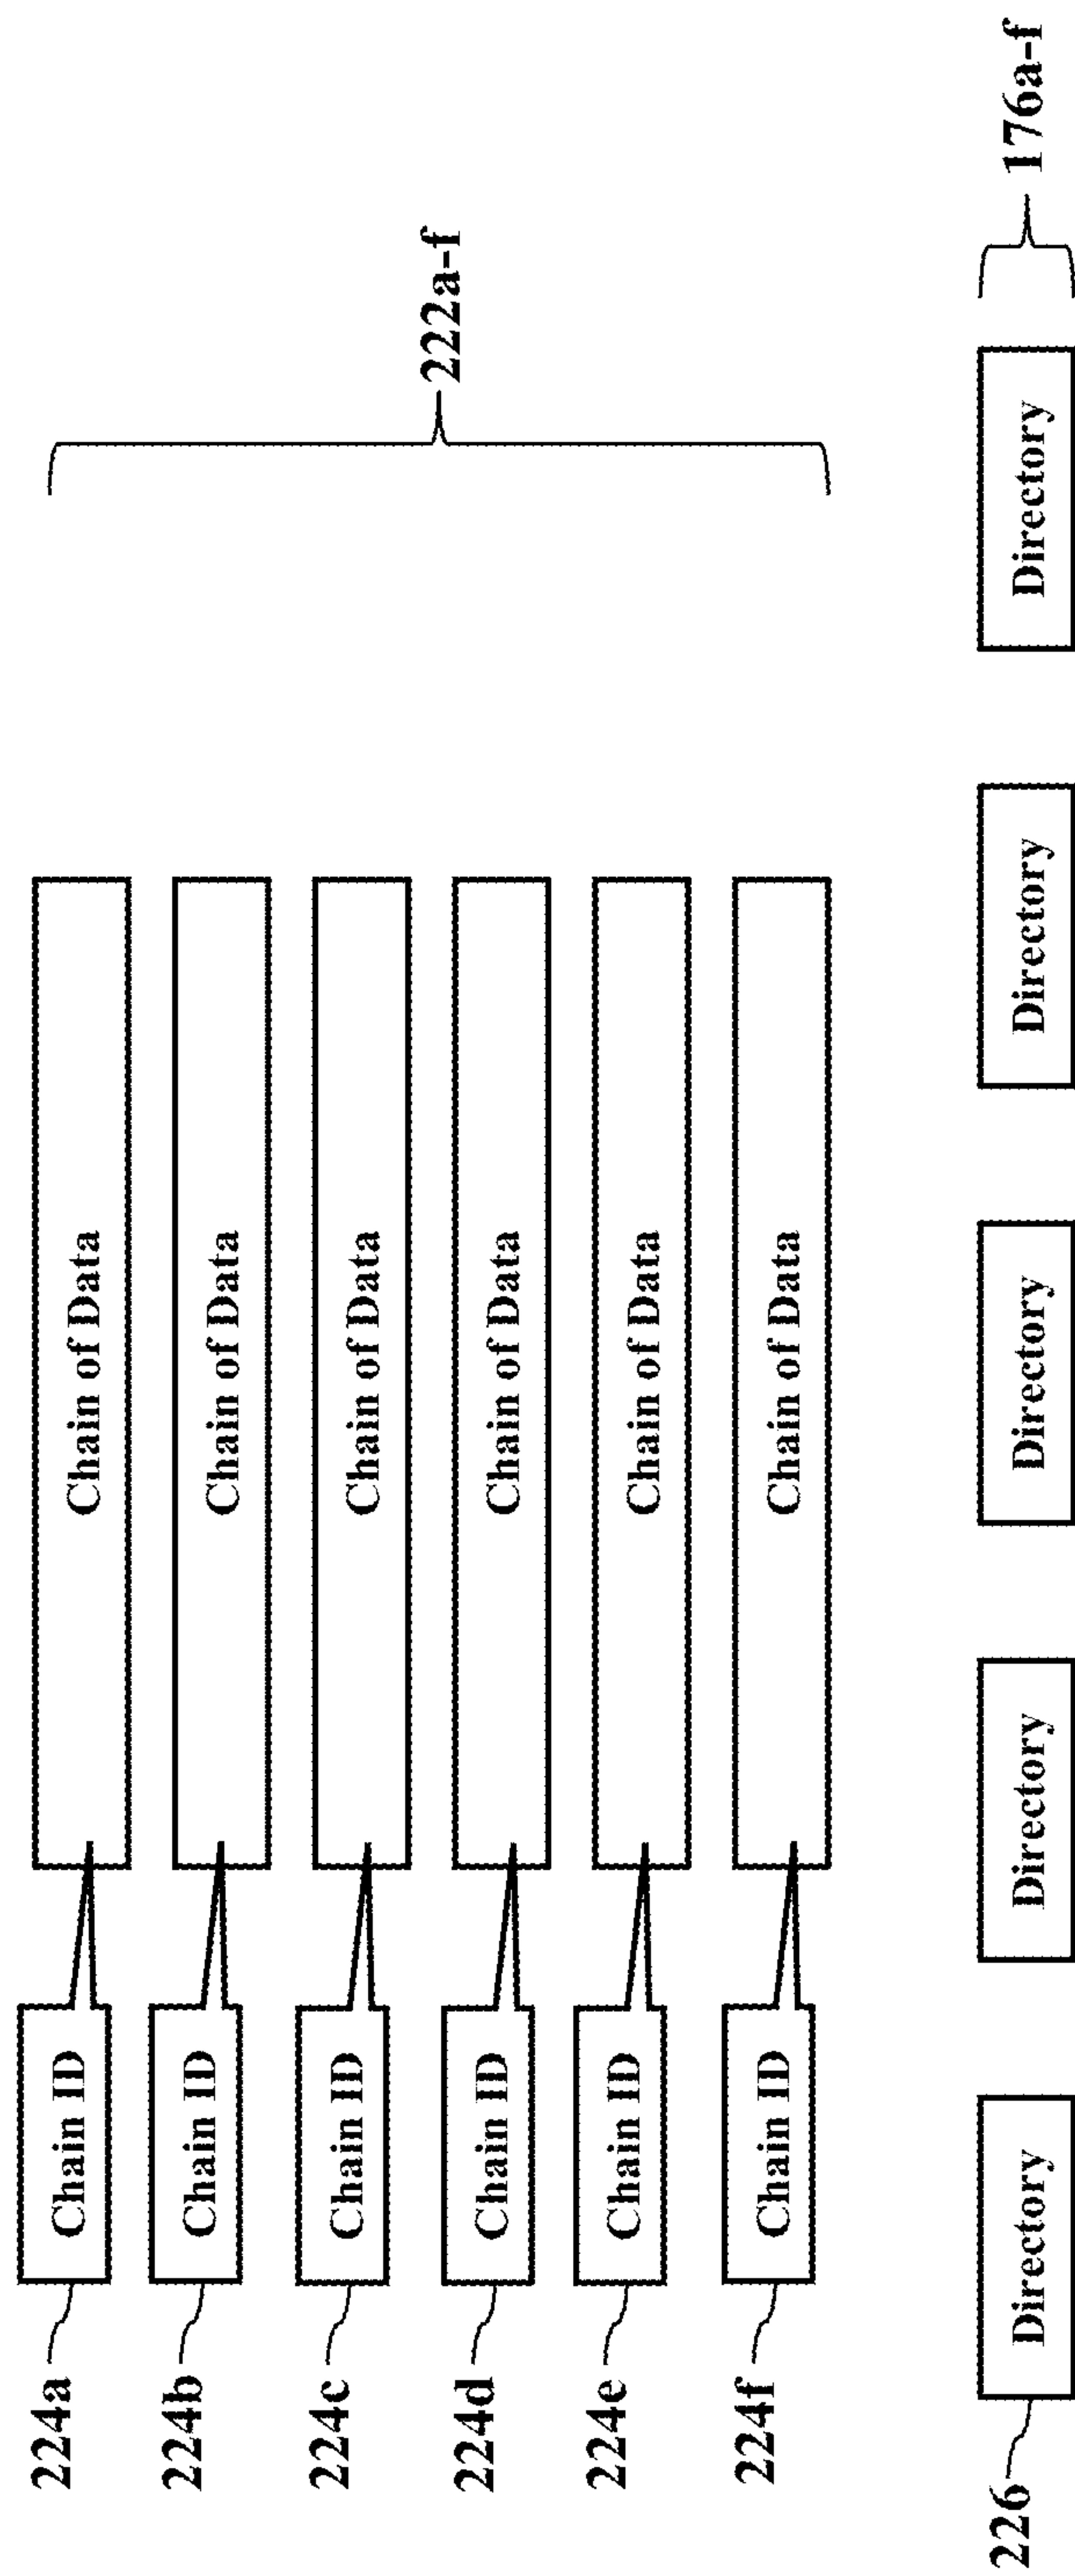 224a
Chain ID
Chain of Data
224b
Chain ID
Chain of Data
224c
Chain ID
Chain of Data
222a-f
224d
Chain ID
Chain of Data
224e
Chain ID
Chain of Data
224f
Chain ID
Chain of Data
226
Directory
Directory
Directory
Directory
Directory
176a-f